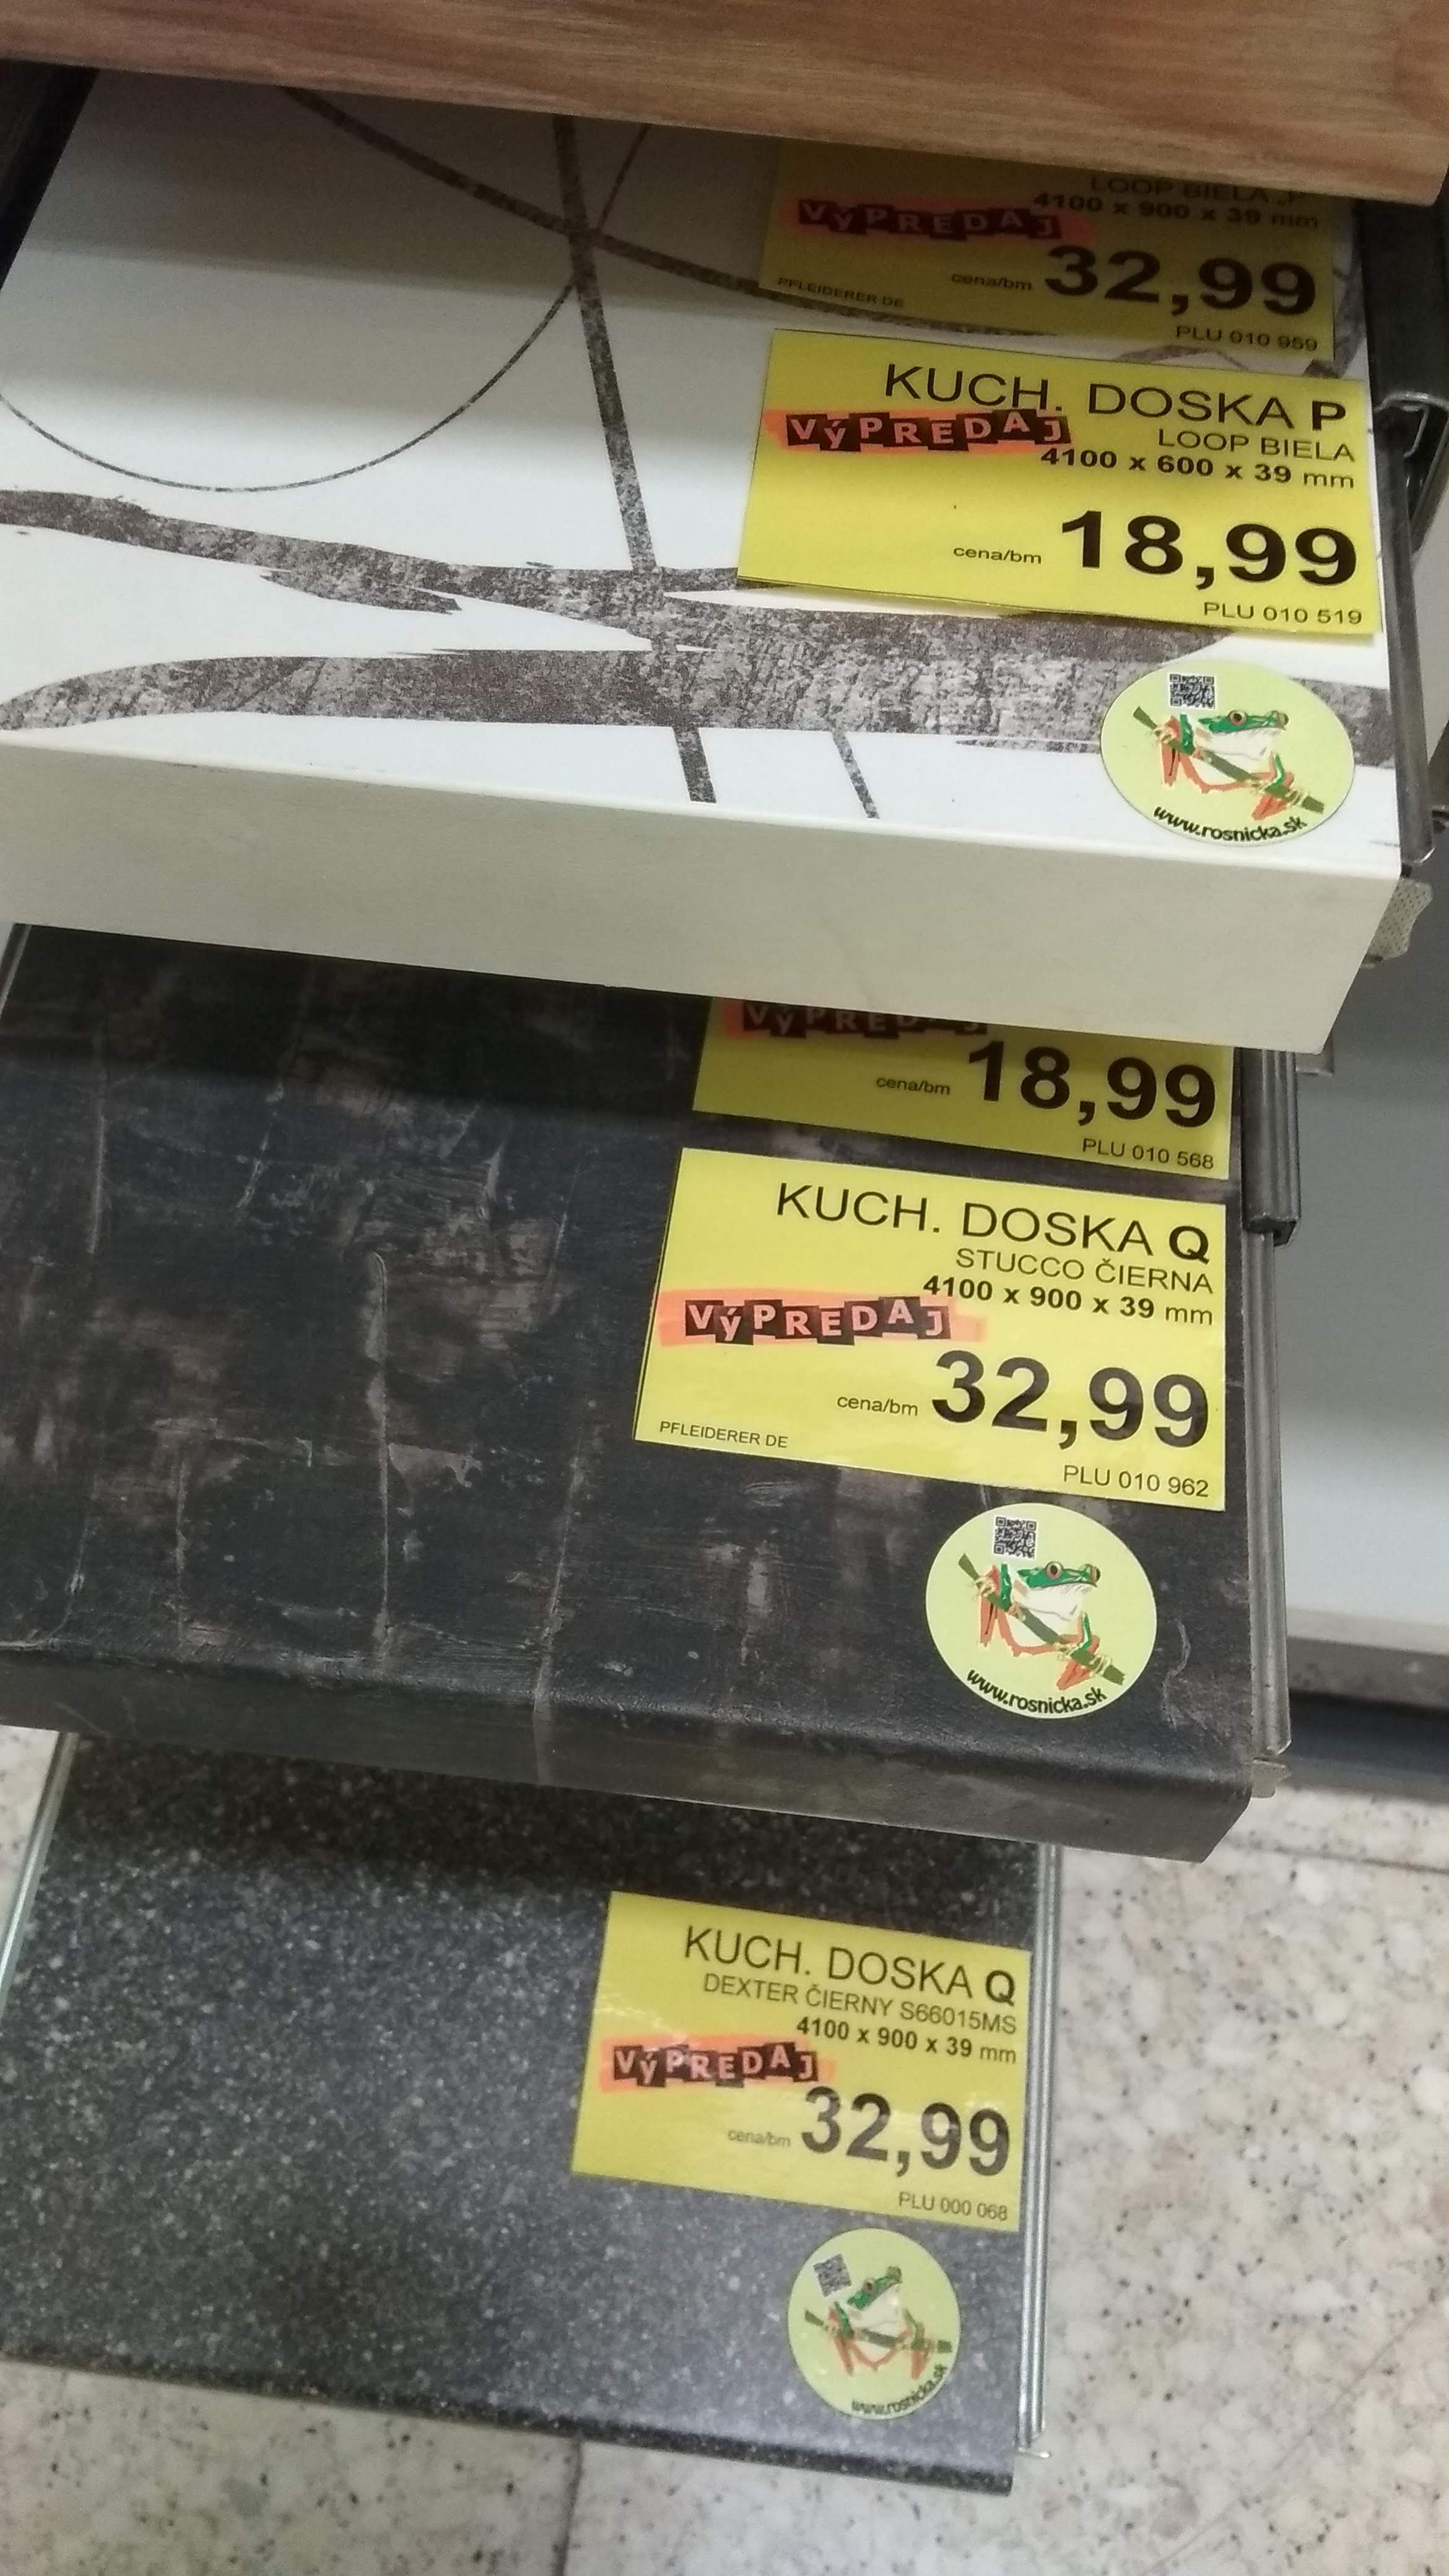 LOOP BIELA „P“
4100 x 900 x 39 mm
VýPREDAJ
cena/bm 32,99
PFLEIDERER DE
PLU 010 959
KUCH. DOSKA P
VýPREDAJ
LOOP BIELA
4100 x 600 x 39 mm
cena/bm 18,99
PLU 010 519
www.rosnicka.sk
VýPREDAJ
cena/bm 18,99
PLU 010 568
KUCH. DOSKA Q
STUCCO ČIERNA
4100 x 900 x 39 mm
VýPREDAJ
cena/bm 32,99
PFLEIDERER DE
PLU 010 962
www.rosnicka.sk
KUCH. DOSKA Q
DEXTER ČIERNY S66015MS
4100 x 900 x 39 mm
VýPREDAJ
cena/bm 32,99
PLU 000 068
www.rosnicka.sk